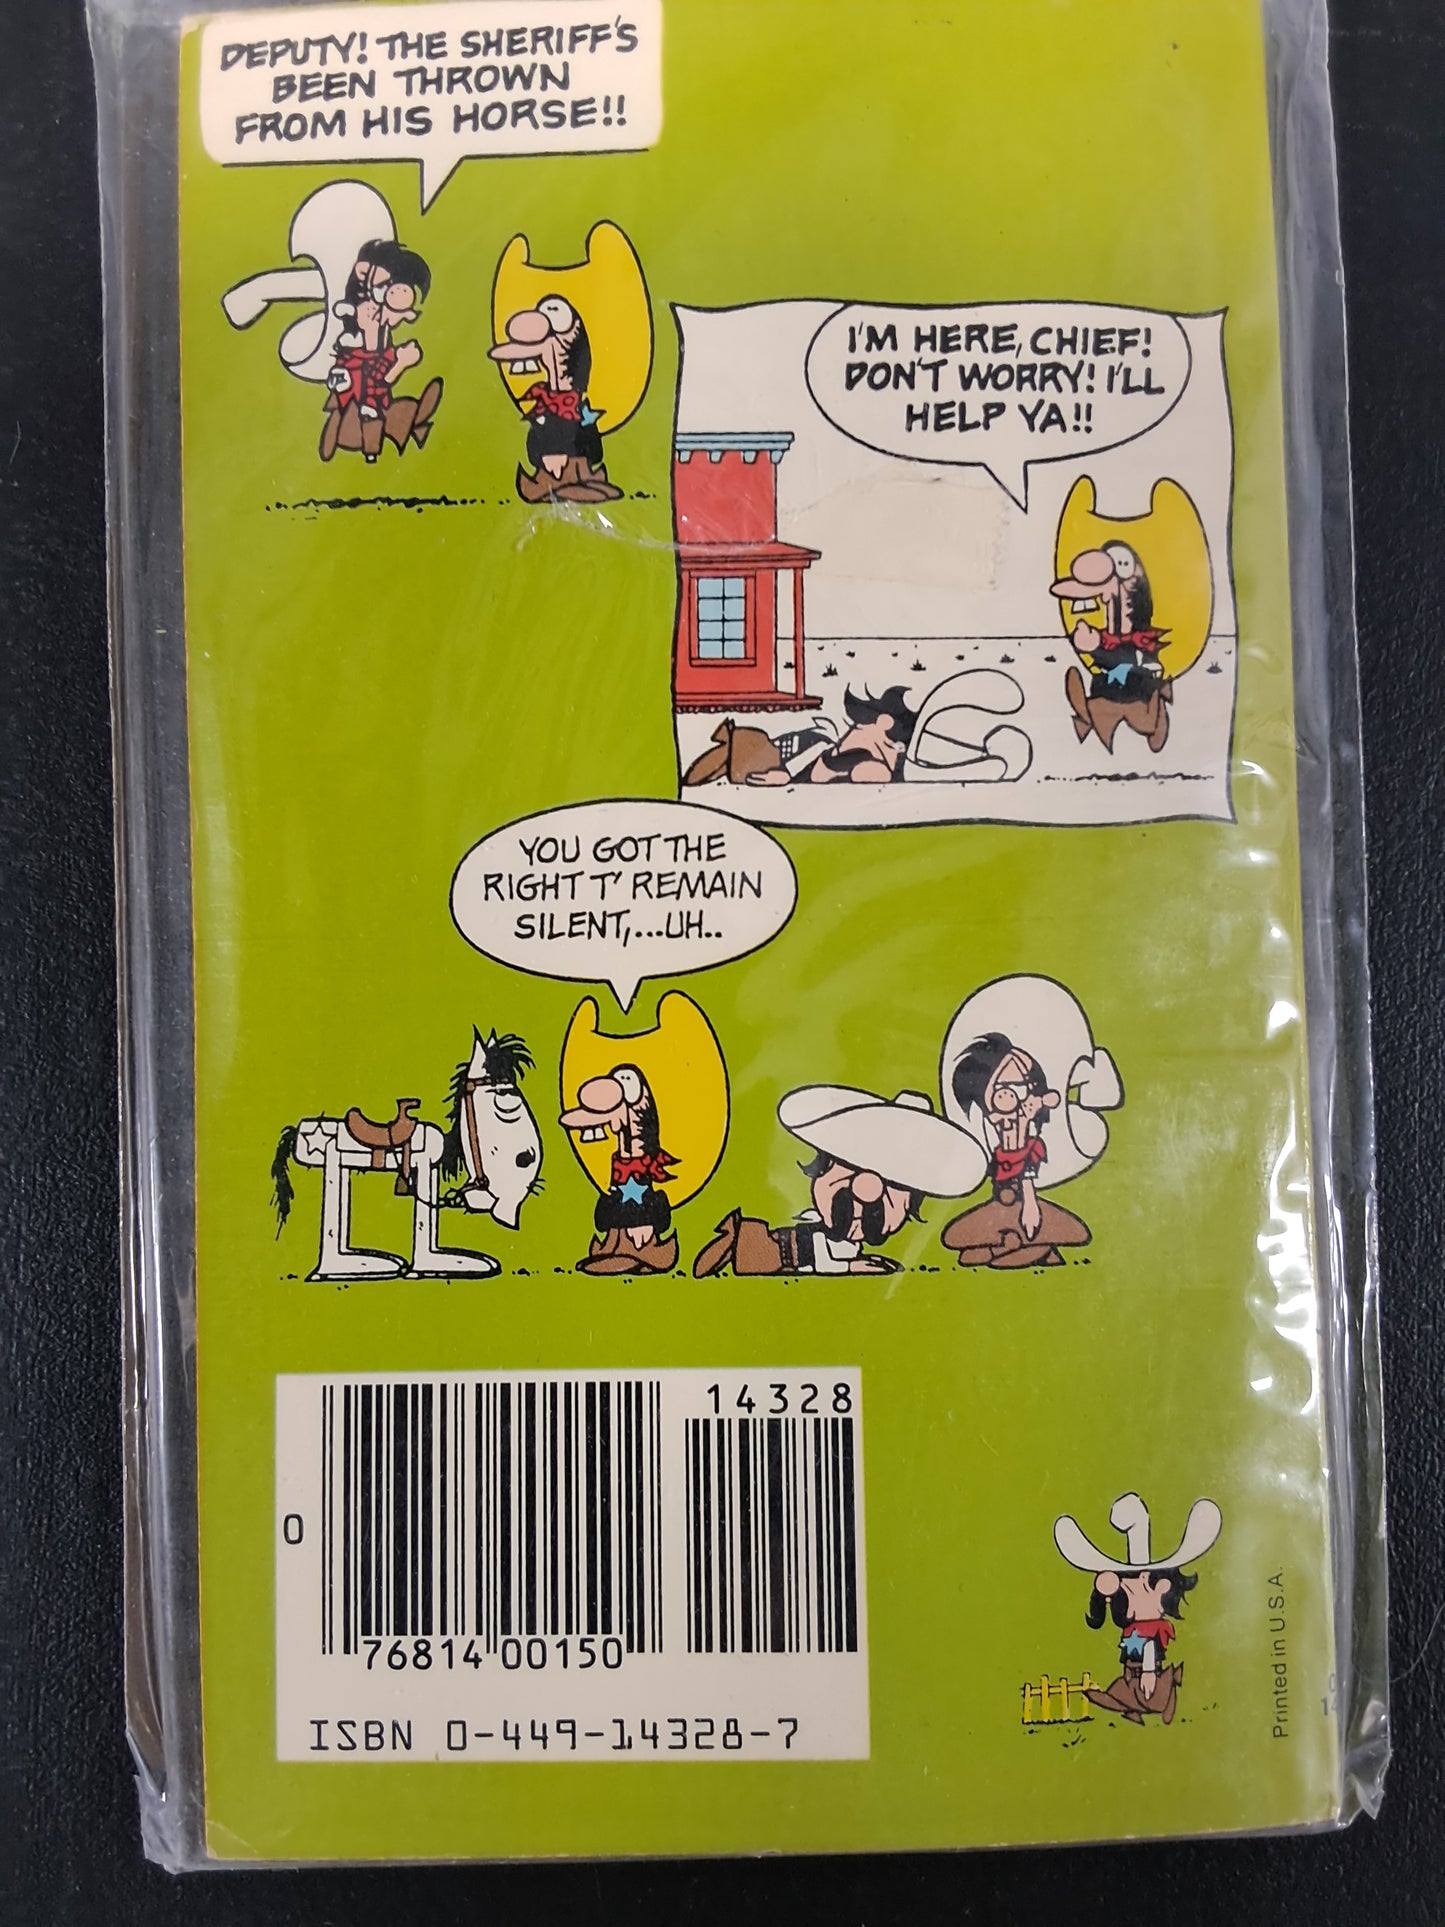 DEPUTY! THE SHERIFF'S
BEEN THROWN
FROM HIS HORSE!!
I'M HERE, CHIEF!
DON'T WORRY! I'LL
HELP YA!!
YOU GOT THE
RIGHT T' REMAIN
SILENT,...UH..
14328
0
76814 00150
ISBN 0-449-14328-7
Printed in U.S.A.